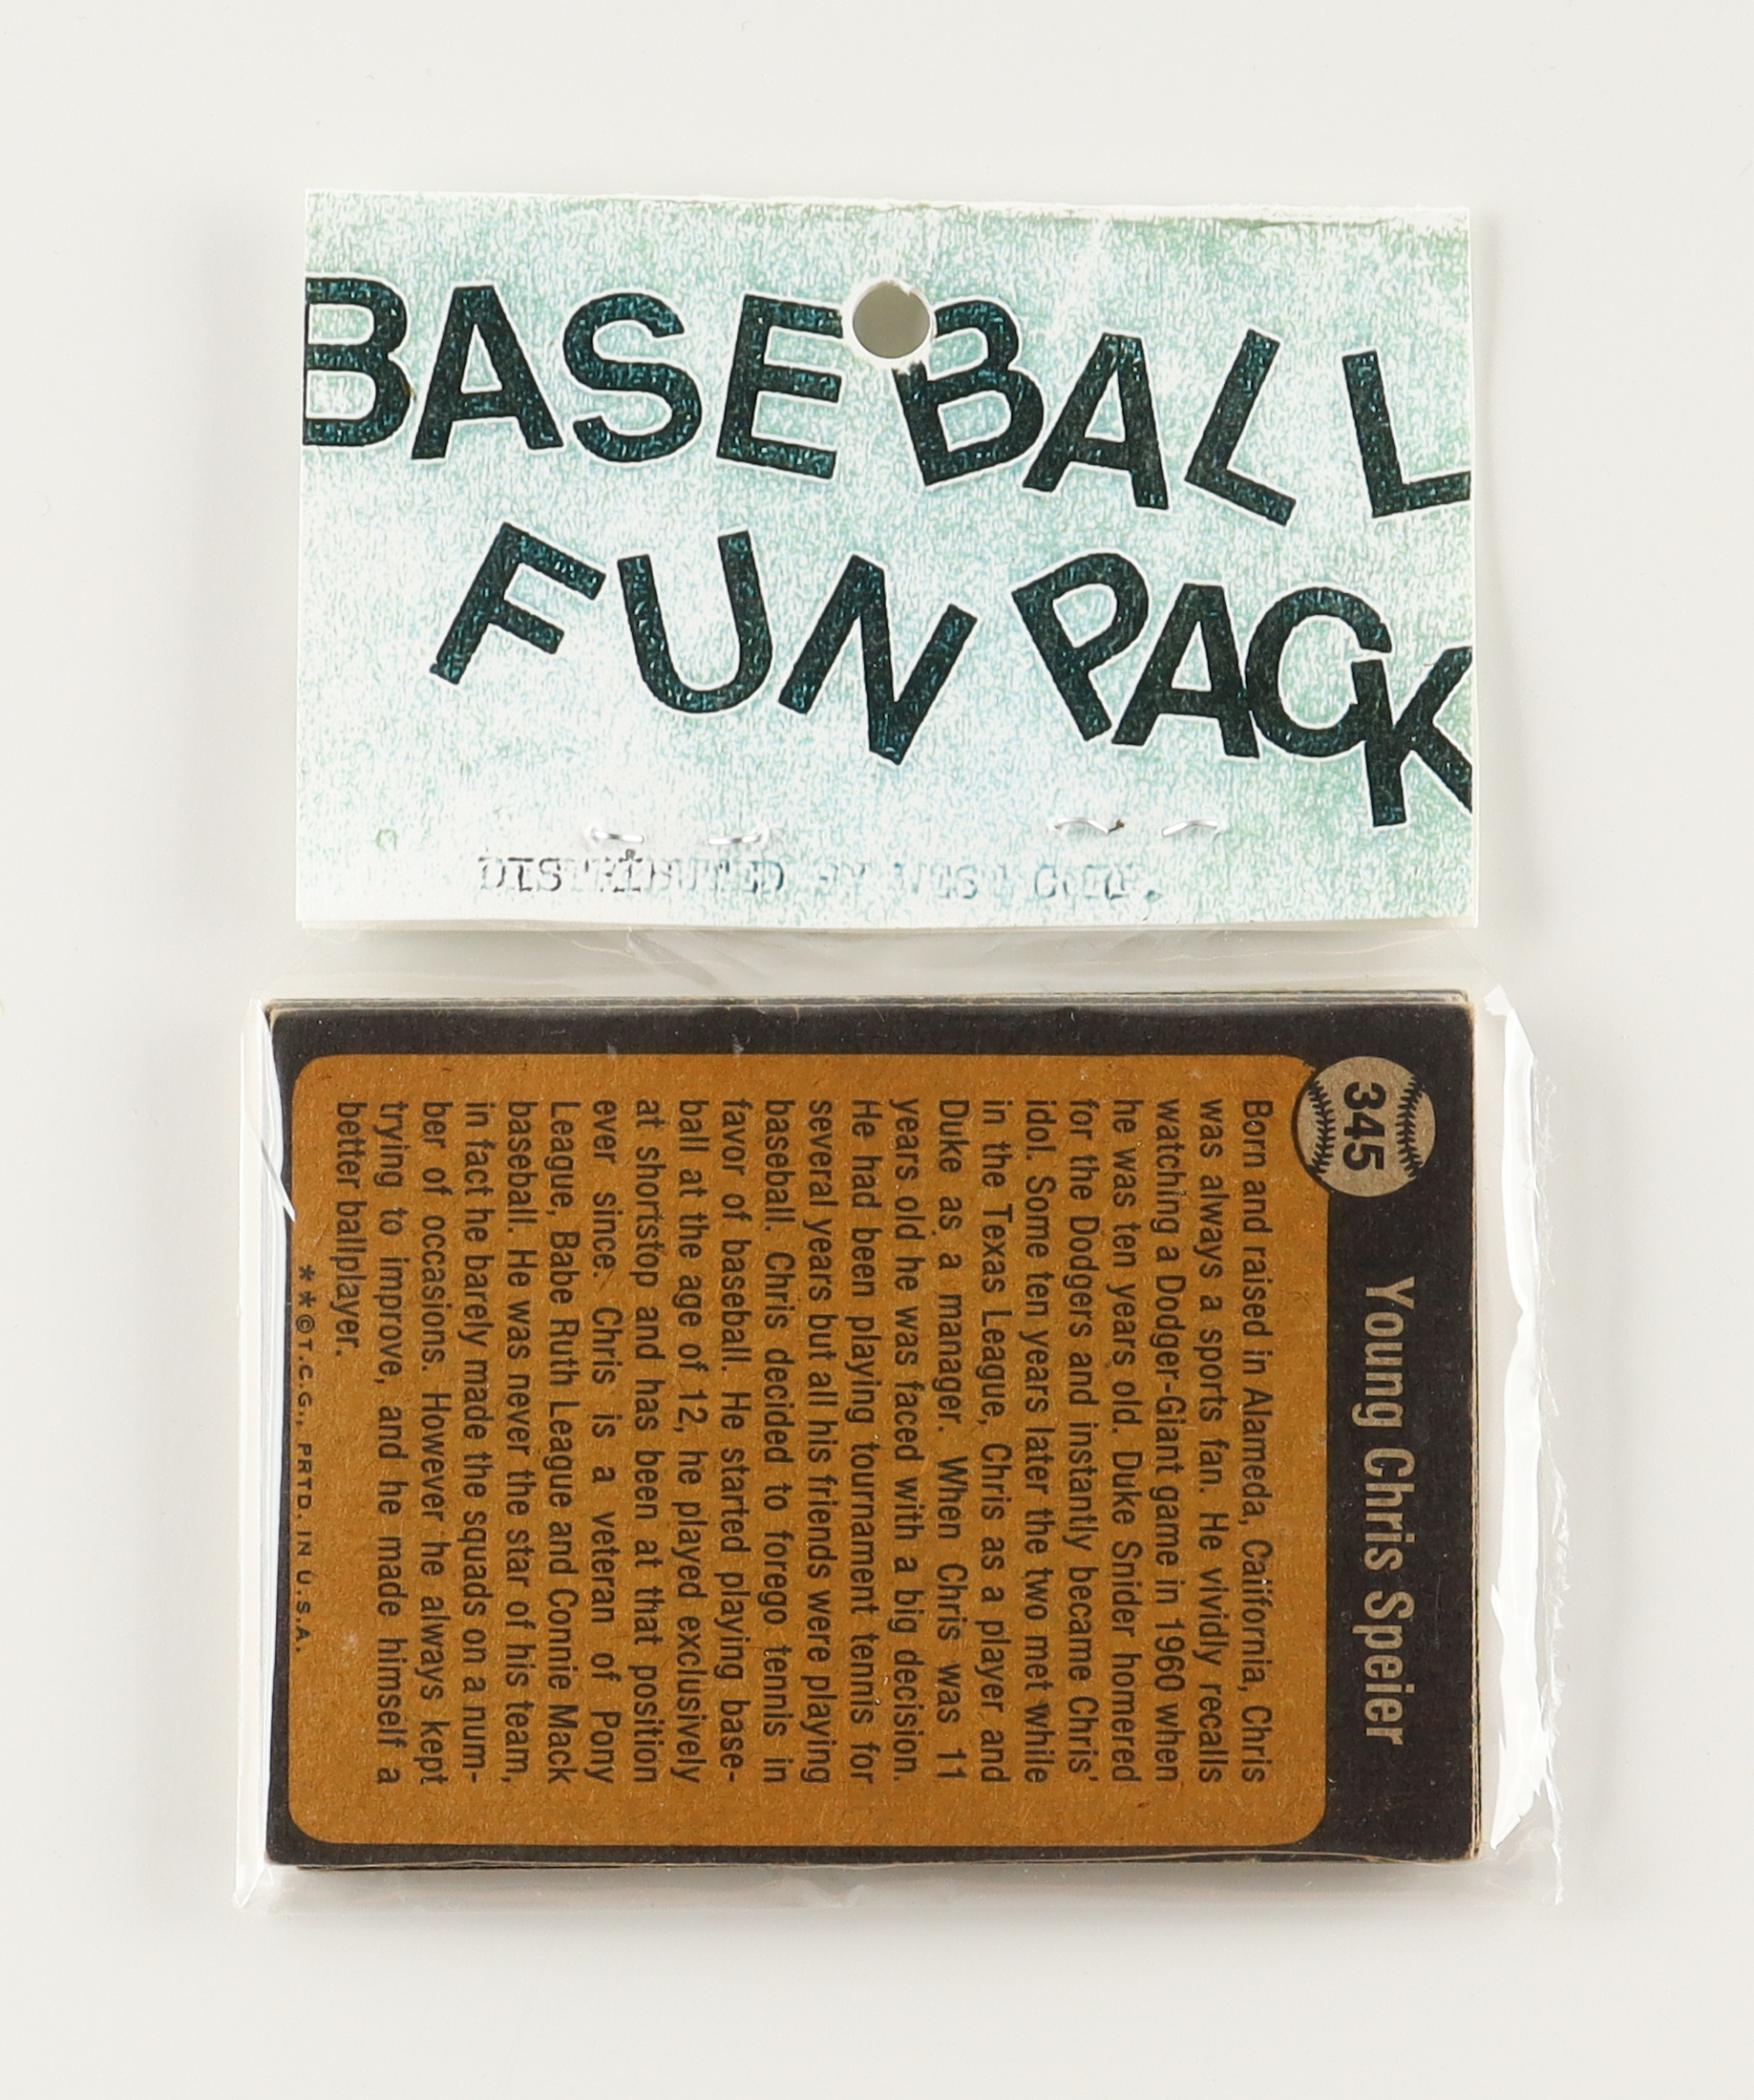 BASEBALL
FUN PACK
DISTRIBUTED BY
345
Young Chris Speier
Born and raised in Alameda, California, Chris
was always a sports fan. He vividly recalls
watching a Dodger-Giant game in 1960 when
he was ten years old. Duke Snider homered
for the Dodgers and instantly became Chris'
idol. Some ten years later the two met while
in the Texas League, Chris as a player and
Duke as a manager. When Chris was 11
years old he was faced with a big decision.
He had been playing tournament tennis for
several years but all his friends were playing
baseball. Chris decided to forego tennis in
favor of baseball. He started playing base-
ball at the age of 12, he played exclusively
at shortstop and has been at that position
ever since. Chris is a veteran of Pony
League, Babe Ruth League and Connie Mack
baseball. He was never the star of his team,
in fact he barely made the squads on a num-
ber of occasions. However he always kept
trying to improve, and he made himself a
better ballplayer.
**©T.C.G., PRTD. IN U.S.A.